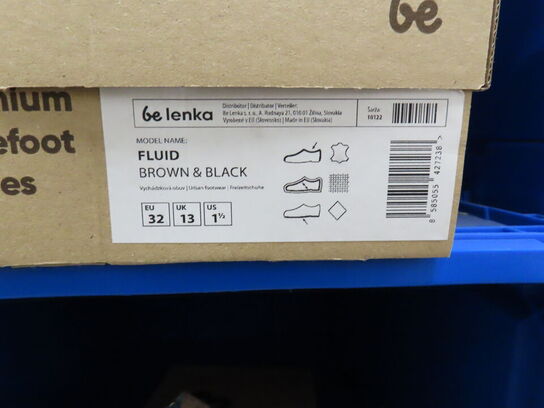 be
mium
efoot
es
be lenka
Distribútor | Distributor | Verteiler:
Be Lenka s. r. o., A. Rudnaya 21, 010 01 Žilina, Slovakia
Vyrobené v EÚ (Slovensko) | Made in EU (Slovakia)
Šarža:
10122
MODEL NAME:
FLUID
BROWN & BLACK
Vychádzková obuv | Urban footwear | Freizeitschuhe
EU UK US
32 13 1½
8 585055 427238 >